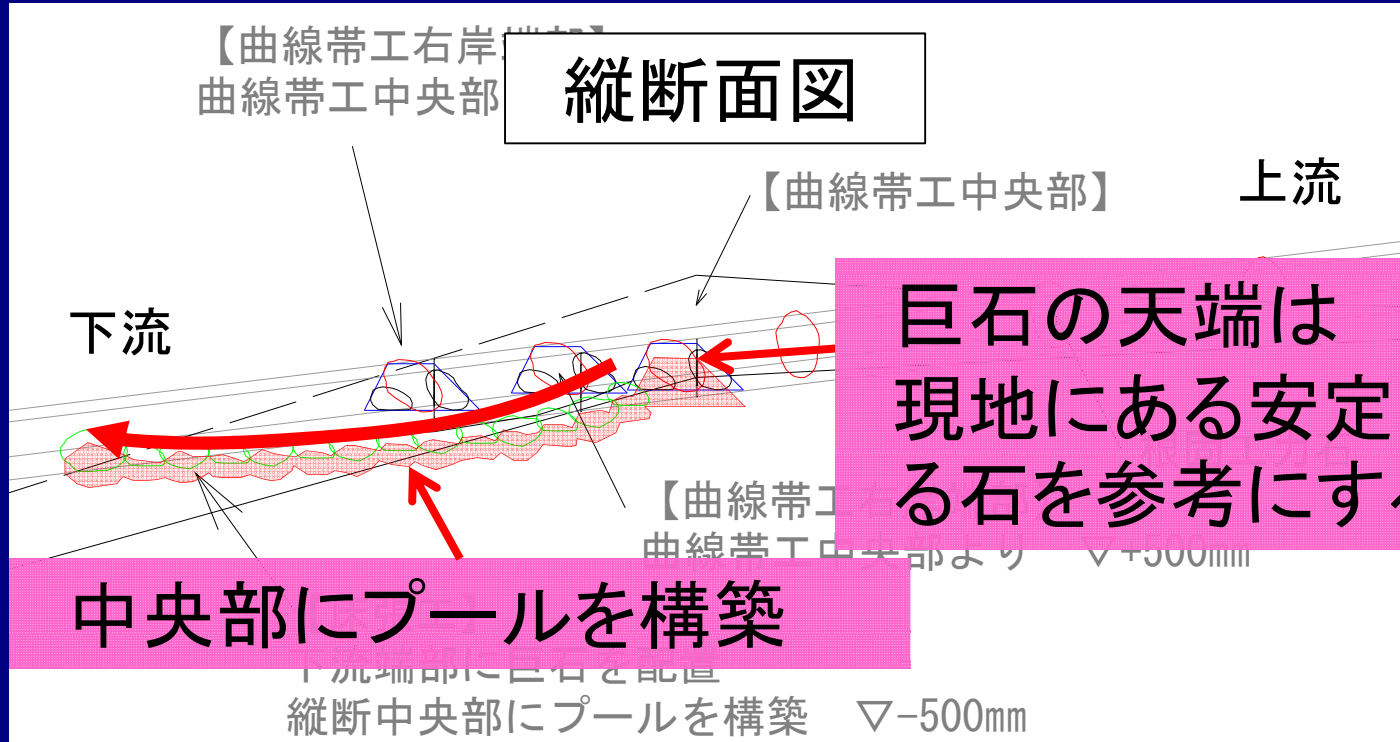 【曲線帯工右岸端部】
曲線帯工中央部
縦断面図
【曲線帯工中央部】
上流
下流
巨石の天端は
現地にある安定
る石を参考にす
【曲線帯工右
曲線帯工中央部より　▽+500mm
中央部にプールを構築
下流端部に巨石を配置
縦断中央部にプールを構築　▽-500mm